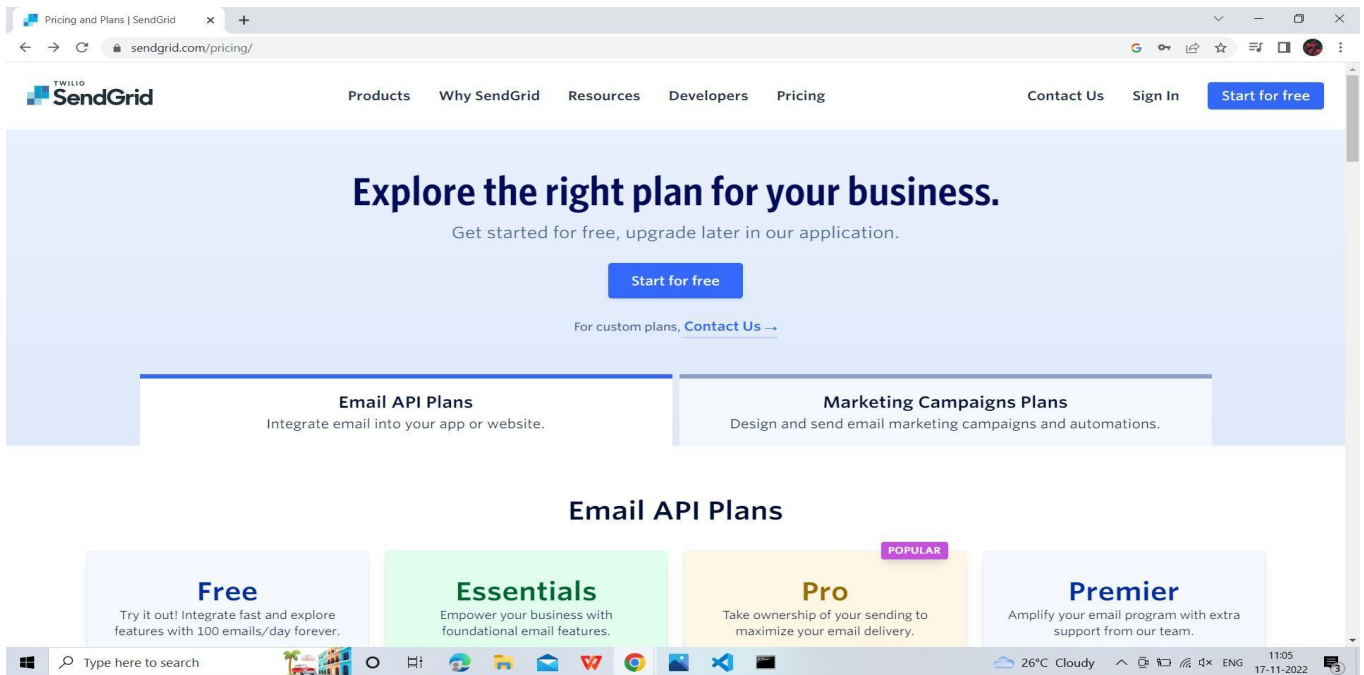 Pricing and Plans | SendGrid
sendgrid.com/pricing/
TWILIO
SendGrid
Products Why SendGrid Resources Developers Pricing Contact Us Sign In Start for free
Explore the right plan for your business.
Get started for free, upgrade later in our application.
Start for free
For custom plans, Contact Us →
Email API Plans
Integrate email into your app or website.
Marketing Campaigns Plans
Design and send email marketing campaigns and automations.
Email API Plans
Free
Try it out! Integrate fast and explore
features with 100 emails/day forever.
Essentials
Empower your business with
foundational email features.
POPULAR
Pro
Take ownership of your sending to
maximize your email delivery.
Premier
Amplify your email program with extra
support from our team.
Type here to search
26°C Cloudy
ENG
11:05
17-11-2022
3